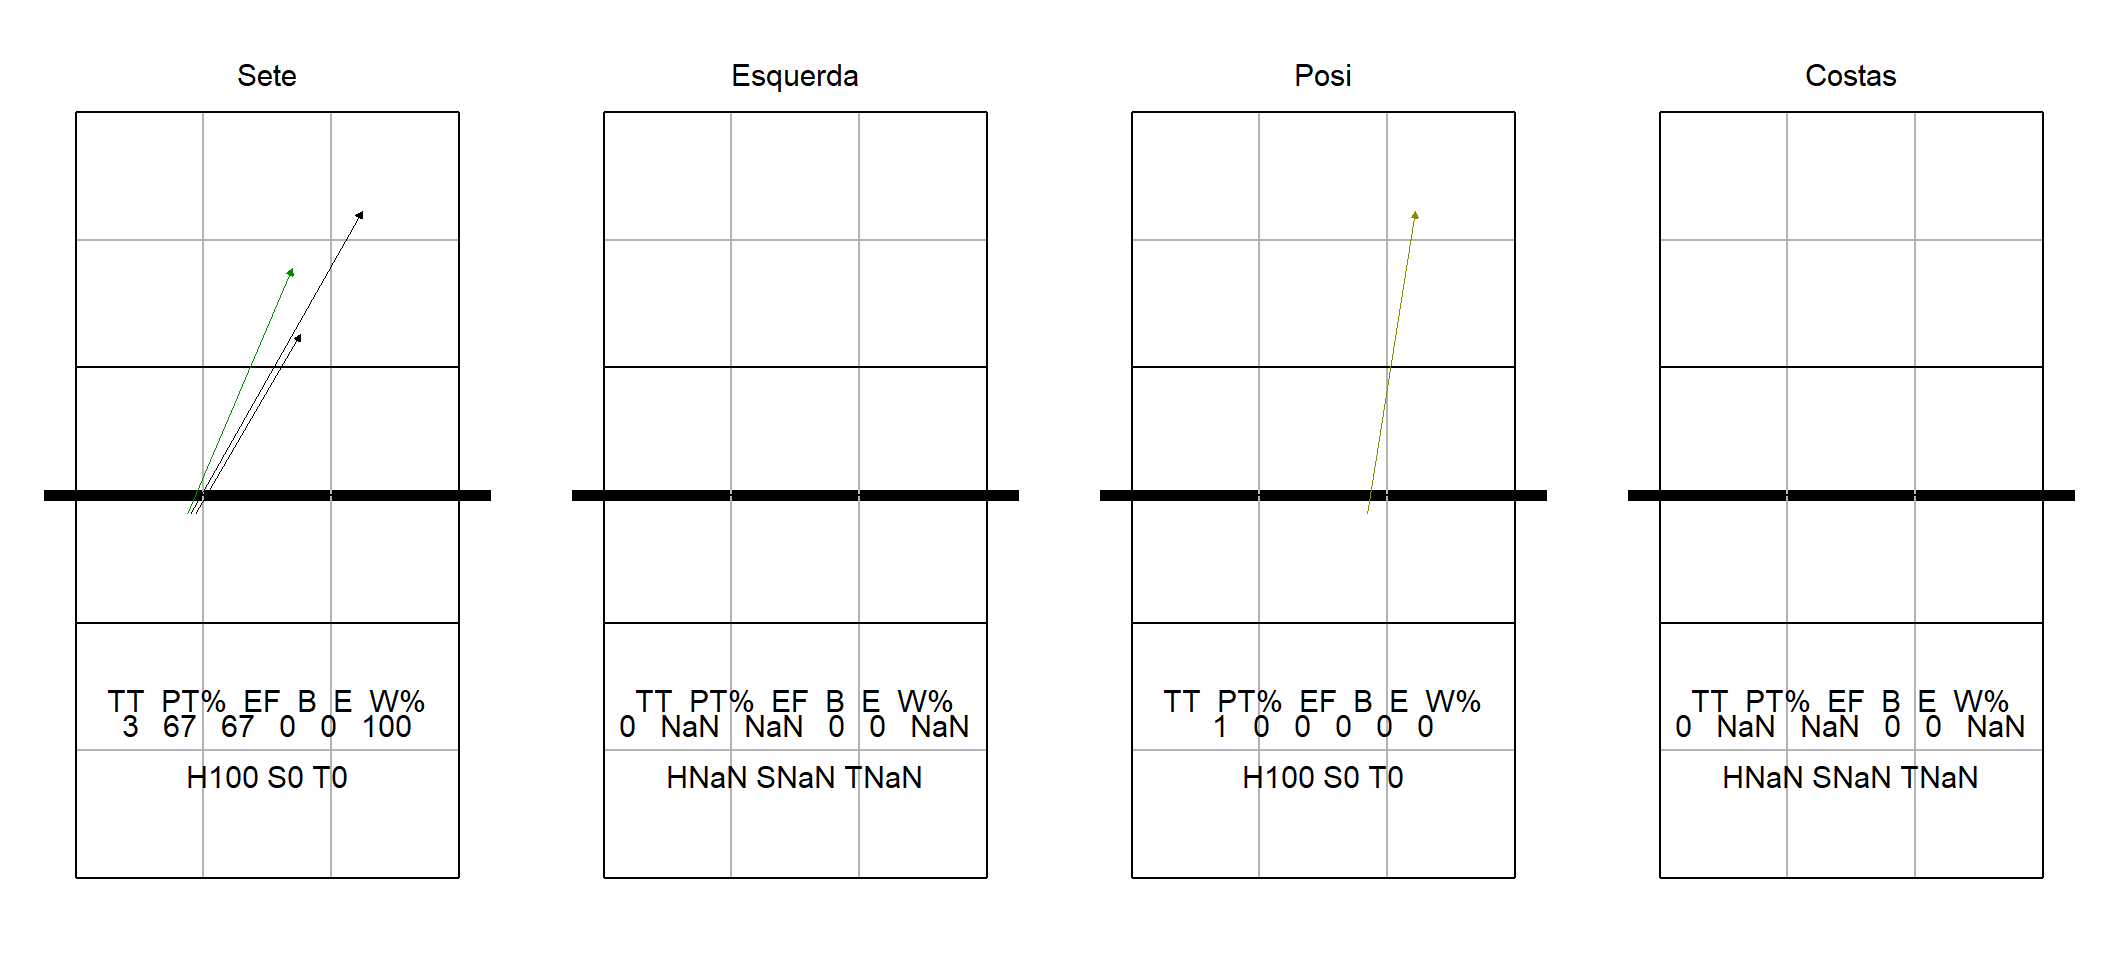 Sete
TT PT% EF B E W%
3 67 67 0 0 100
H100 S0 T0
Esquerda
TT PT% EF B E W%
0 NaN NaN 0 0 NaN
HNaN SNaN TNaN
Posi
TT PT% EF B E W%
1 0 0 0 0 0
H100 S0 T0
Costas
TT PT% EF B E W%
0 NaN NaN 0 0 NaN
HNaN SNaN TNaN